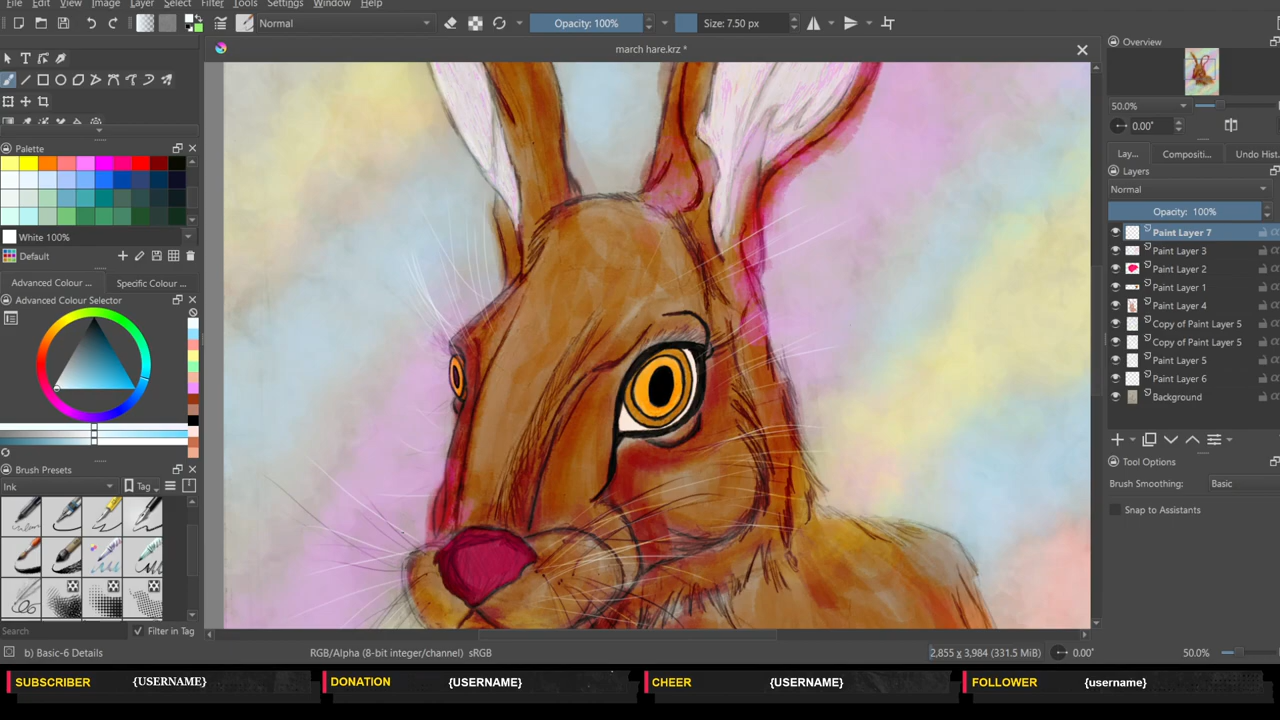 File Edit View Image Layer Select Filter Tools Settings Window Help
Normal Opacity: 100% Size: 7.50 px
march hare.krz *
Overview
50.0%
0.00°
Palette
White 100%
Default
Advanced Colour ... Specific Colour ...
Advanced Colour Selector
Brush Presets
Ink
Tag
Search
Filter in Tag
Lay... Compositi... Undo Hist.
Layers
Normal
Opacity: 100%
Paint Layer 7
Paint Layer 3
Paint Layer 2
Paint Layer 1
Paint Layer 4
Copy of Paint Layer 5
Copy of Paint Layer 5
Paint Layer 5
Paint Layer 6
Background
Tool Options
Brush Smoothing: Basic
Snap to Assistants
b) Basic-6 Details RGB/Alpha (8-bit integer/channel) sRGB 2,855 x 3,984 (331.5 MiB) 0.00° 50.0%
SUBSCRIBER {USERNAME} DONATION {USERNAME} CHEER {USERNAME} FOLLOWER {username}